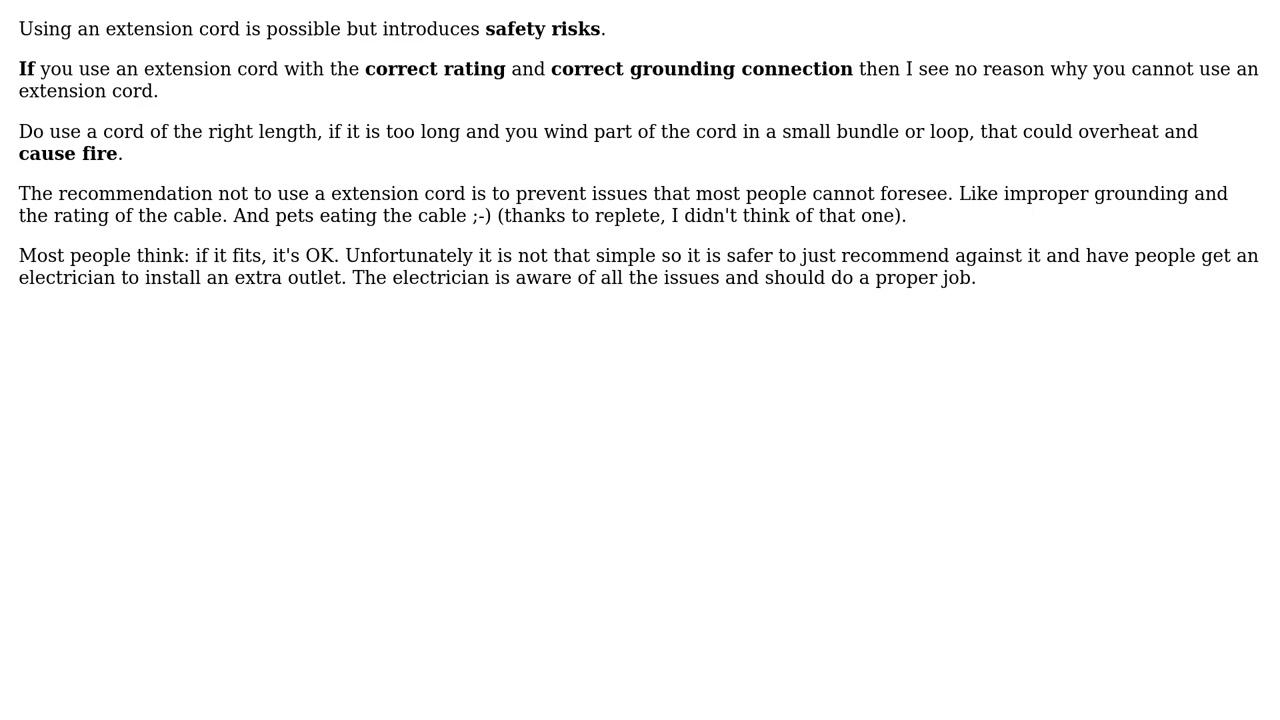 Using an extension cord is possible but introduces safety risks.
If you use an extension cord with the correct rating and correct grounding connection then I see no reason why you cannot use an
extension cord.
Do use a cord of the right length, if it is too long and you wind part of the cord in a small bundle or loop, that could overheat and
cause fire.
The recommendation not to use a extension cord is to prevent issues that most people cannot foresee. Like improper grounding and
the rating of the cable. And pets eating the cable ;-) (thanks to replete, I didn't think of that one).
Most people think: if it fits, it's OK. Unfortunately it is not that simple so it is safer to just recommend against it and have people get an
electrician to install an extra outlet. The electrician is aware of all the issues and should do a proper job.